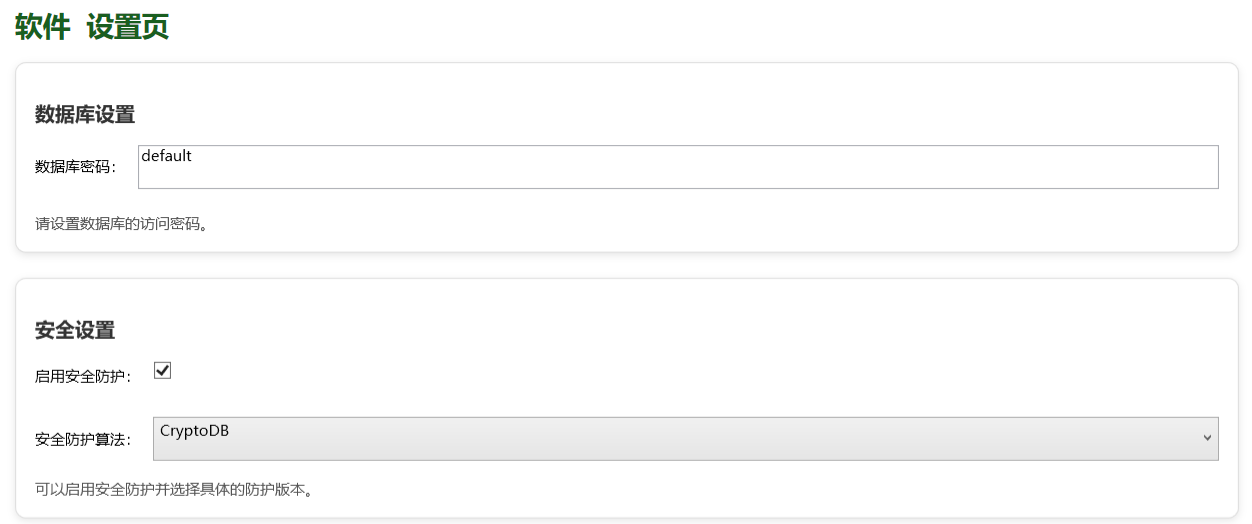 软件 设置页
数据库设置
数据库密码： default
请设置数据库的访问密码。
安全设置
启用安全防护：
安全防护算法： CryptoDB
可以启用安全防护并选择具体的防护版本。